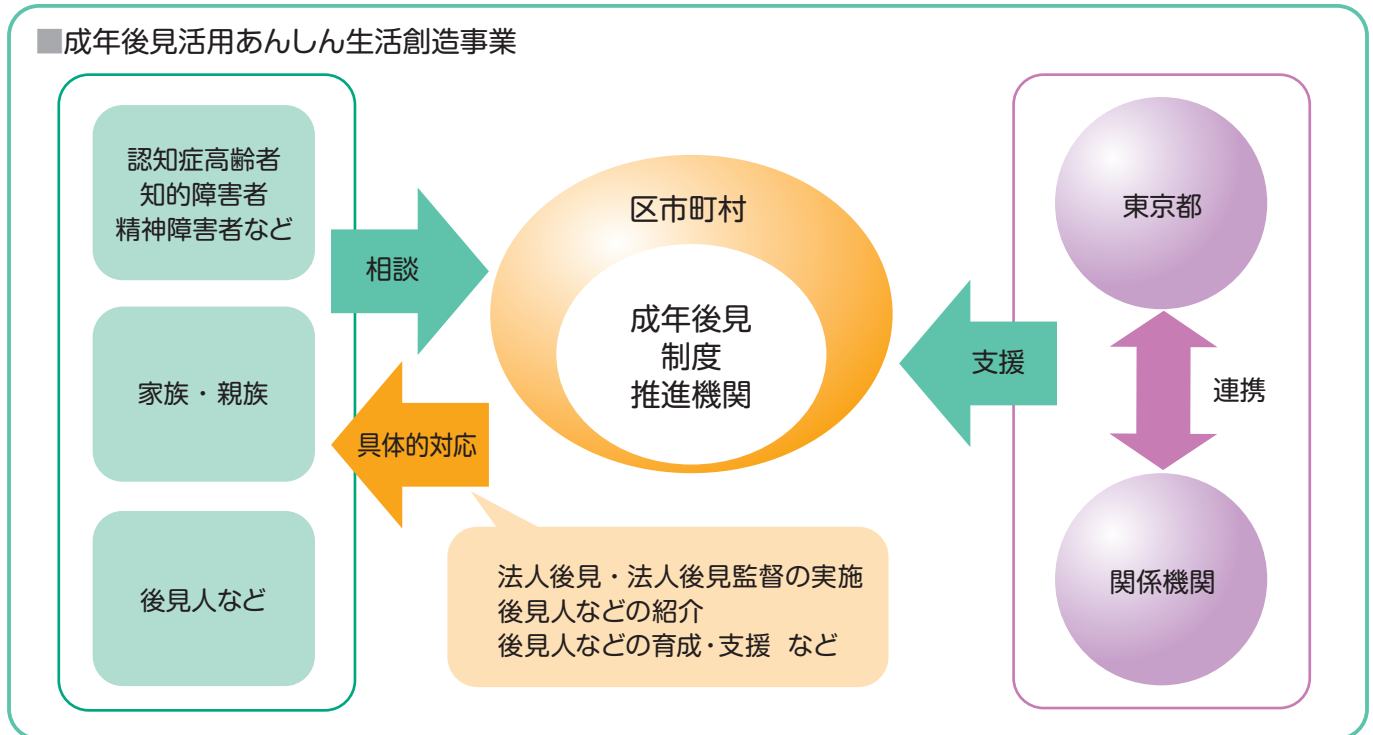 ■成年後見活用あんしん生活創造事業
認知症高齢者
知的障害者
精神障害者など
家族・親族
後見人など
相談
具体的対応
区市町村
成年後見
制度
推進機関
法人後見・法人後見監督の実施
後見人などの紹介
後見人などの育成・支援 など
支援
東京都
連携
関係機関